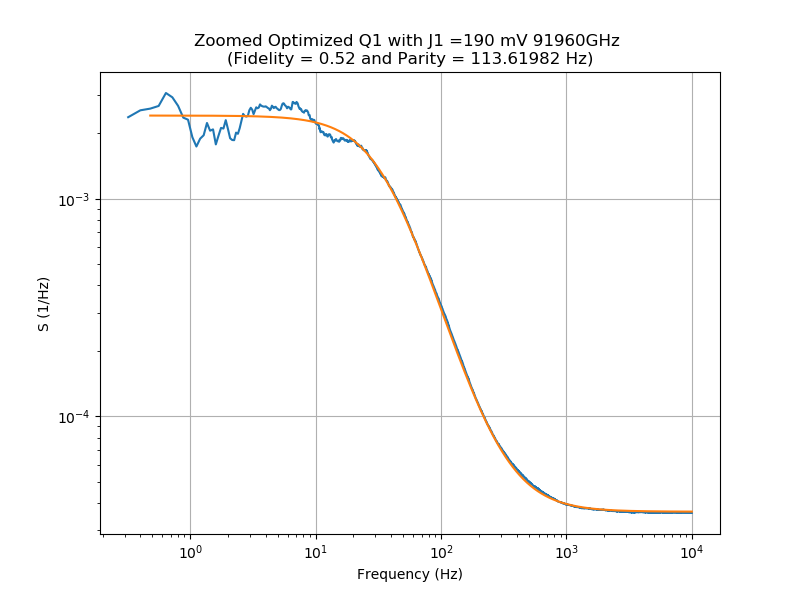 Zoomed Optimized Q1 with J1 =190 mV 91960GHz
(Fidelity = 0.52 and Parity = 113.61982 Hz)
S (1/Hz)
10⁻³
10⁻⁴
10⁰ 10¹ 10² 10³ 10⁴
Frequency (Hz)